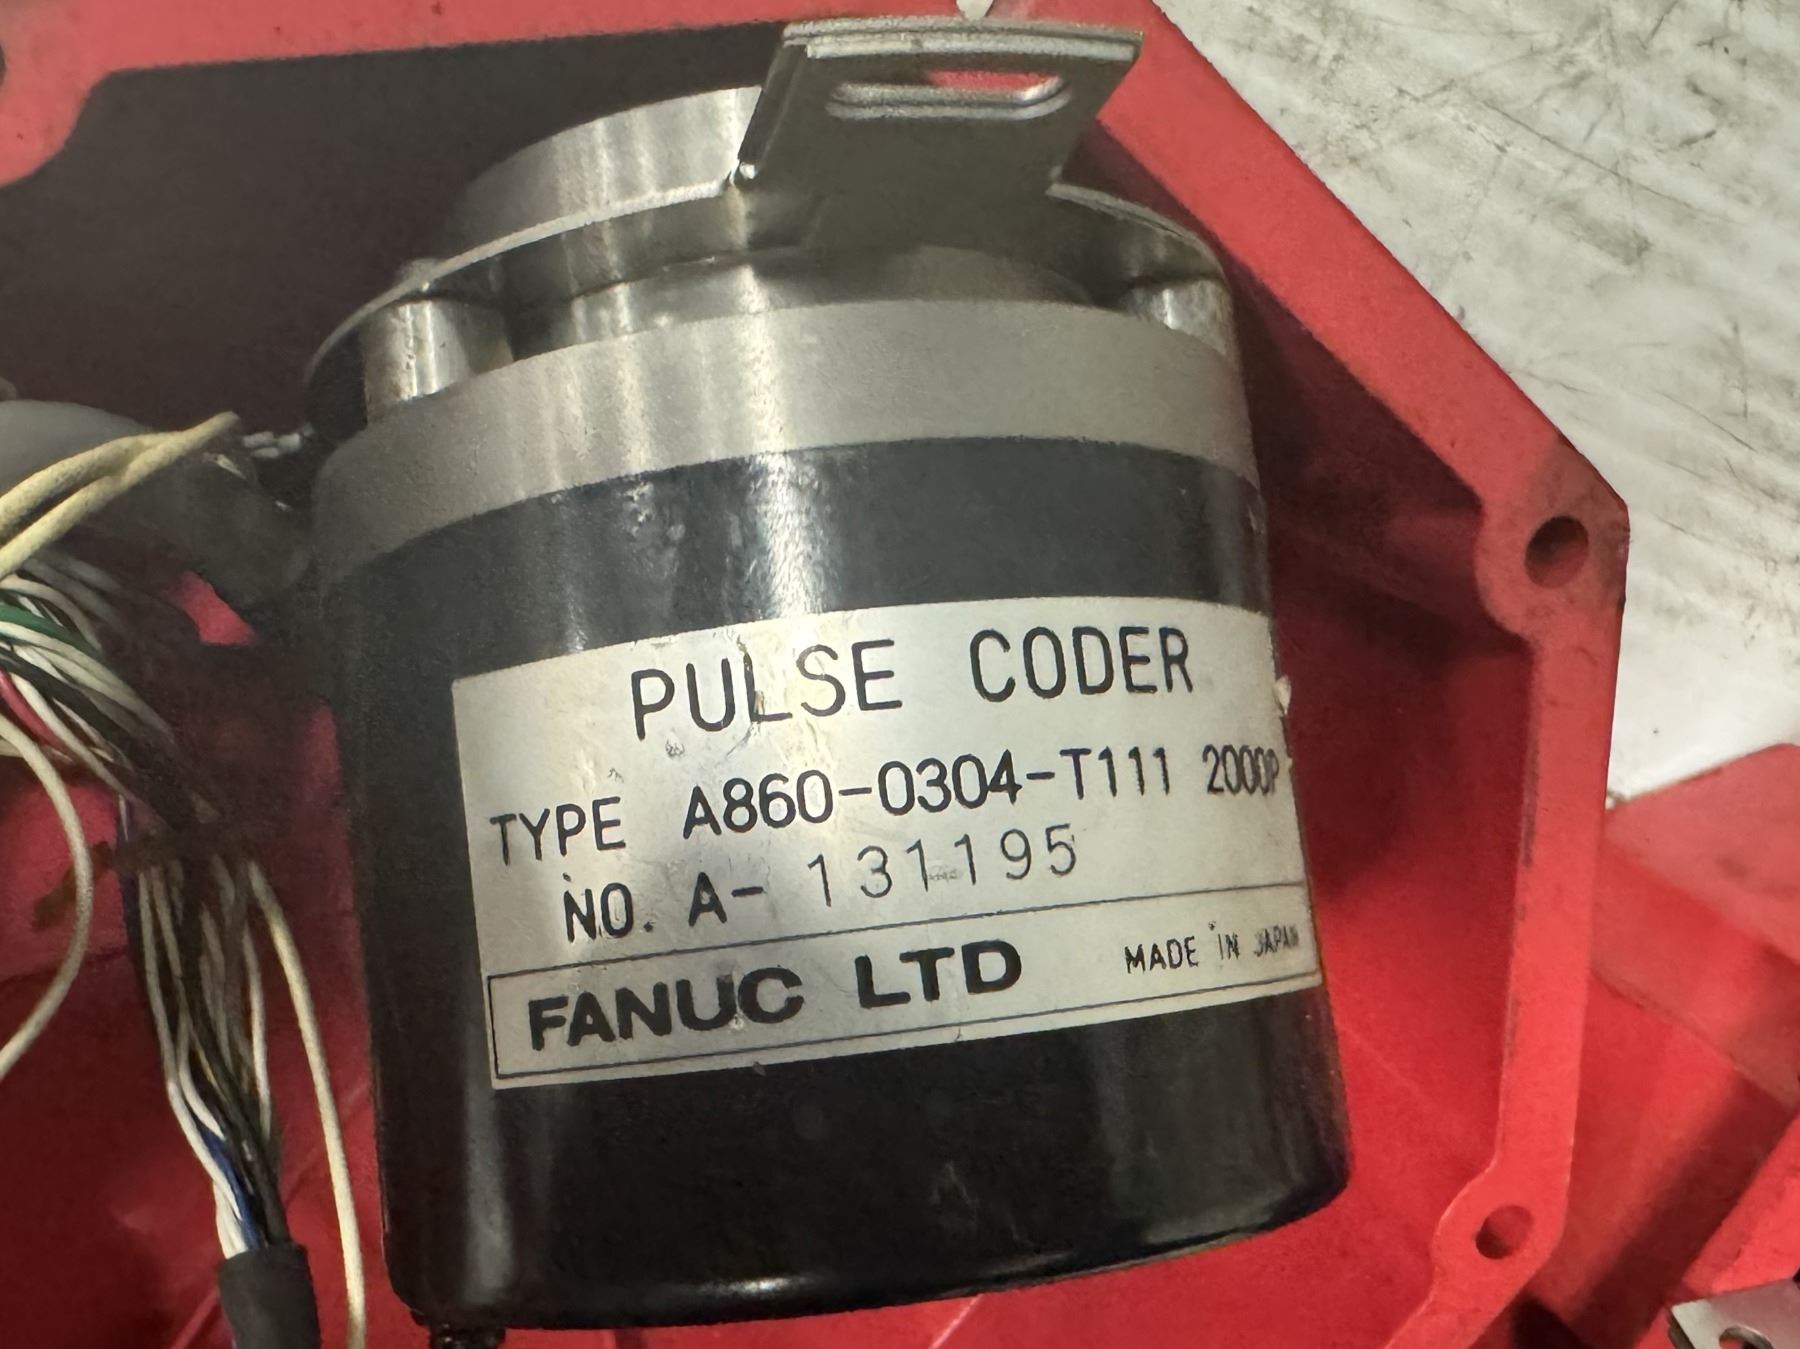 PULSE CODER
TYPE A860-0304-T111 2000P
NO. A- 131195
FANUC LTD MADE IN JAPAN